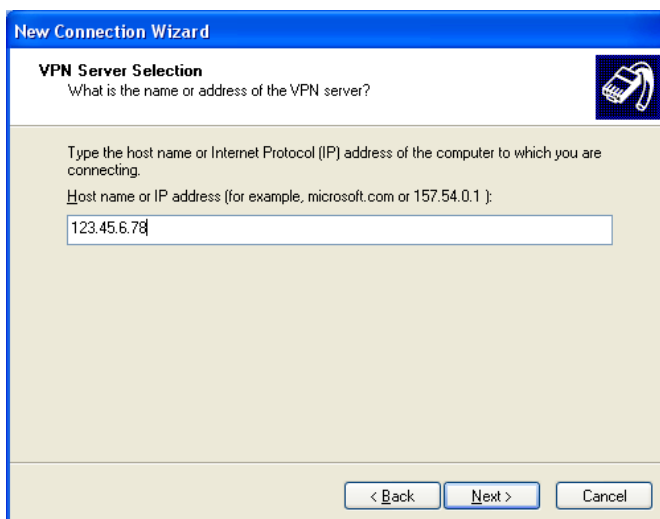 New Connection Wizard
VPN Server Selection
What is the name or address of the VPN server?
Type the host name or Internet Protocol (IP) address of the computer to which you are
connecting.
Host name or IP address (for example, microsoft.com or 157.54.0.1 ):
123.45.6.78
< Back Next > Cancel